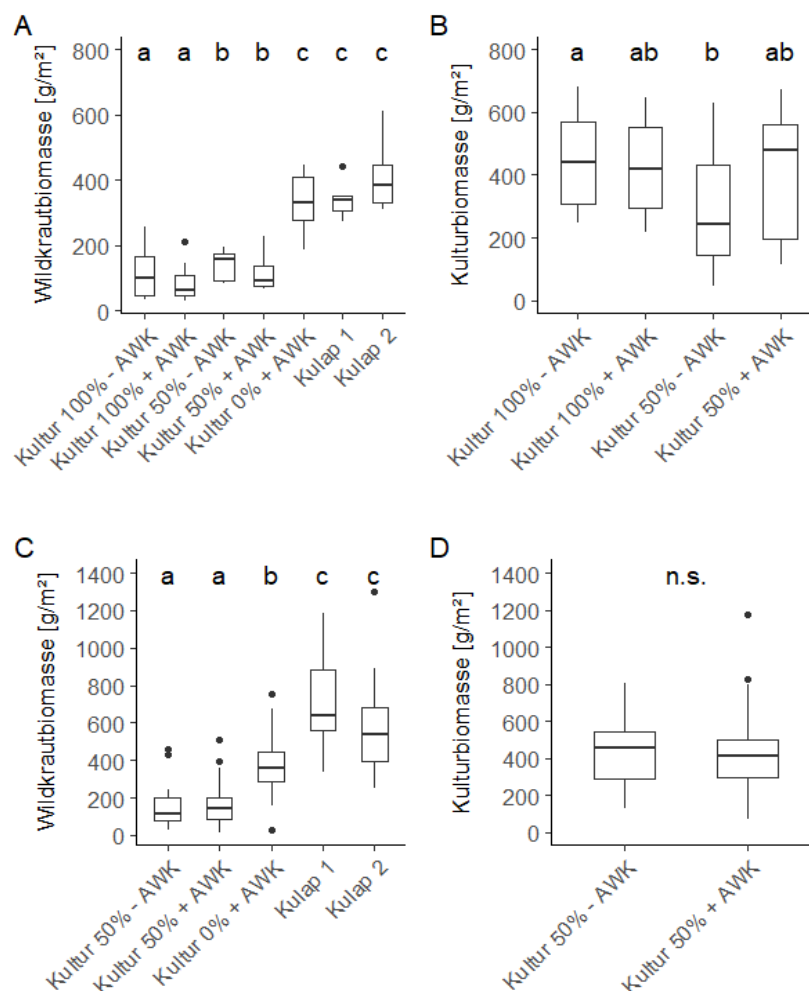 A
Wildkrautbiomasse [g/m²]
800
600
400
200
0
a a b b c c c
Kultur 100% - AWK
Kultur 100% + AWK
Kultur 50% - AWK
Kultur 50% + AWK
Kultur 0% + AWK
Kulap 1
Kulap 2
B
Kulturbiomasse [g/m²]
800
600
400
200
0
a ab b ab
Kultur 100% - AWK
Kultur 100% + AWK
Kultur 50% - AWK
Kultur 50% + AWK
C
Wildkrautbiomasse [g/m²]
1400
1200
1000
800
600
400
200
0
a a b c c
Kultur 50% - AWK
Kultur 50% + AWK
Kultur 0% + AWK
Kulap 1
Kulap 2
D
Kulturbiomasse [g/m²]
1400
1200
1000
800
600
400
200
0
n.s.
Kultur 50% - AWK
Kultur 50% + AWK